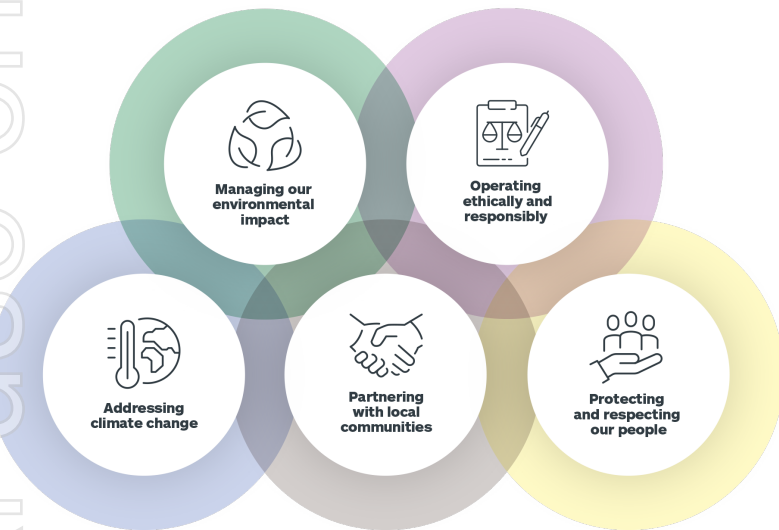 Managing our
environmental
impact
Operating
ethically and
responsibly
Addressing
climate change
Partnering
with local
communities
Protecting
and respecting
our people